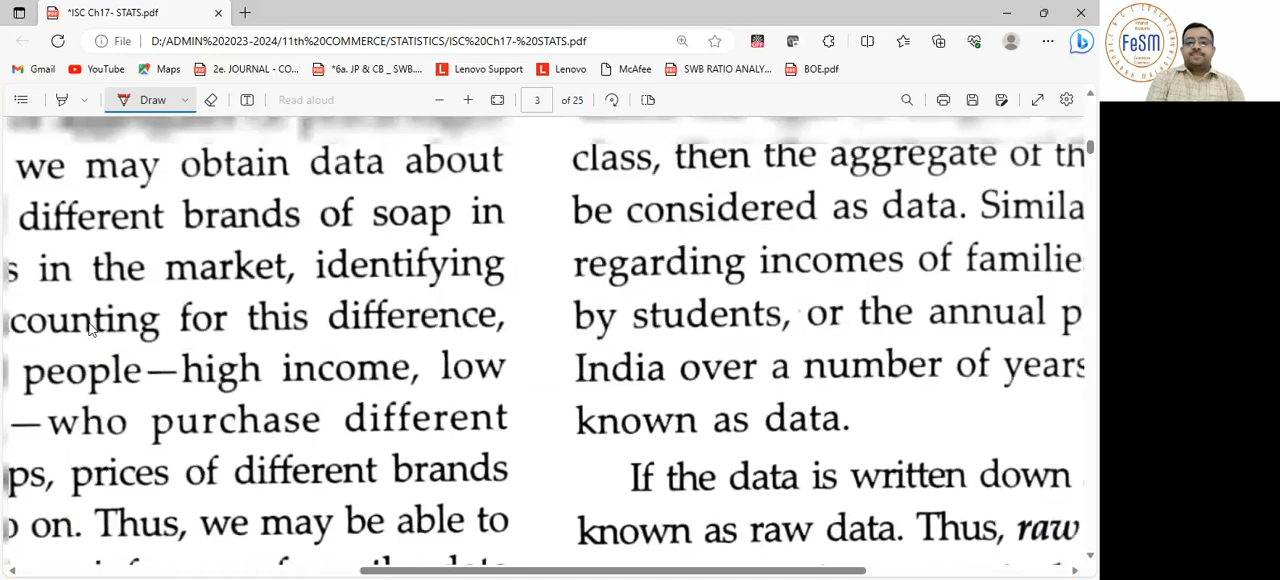 *ISC Ch17- STATS.pdf
File D:/ADMIN%202023-2024/11th%20COMMERCE/STATISTICS/ISC%20CH17-%20STATS.pdf
Gmail YouTube Maps 2e. JOURNAL - CO... *6a. JP & CB _ SWB.... Lenovo Support Lenovo McAfee SWB RATIO ANALY... BOE.pdf
Draw Read aloud 3 of 25
we may obtain data about
different brands of soap in
s in the market, identifying
counting for this difference,
people—high income, low
—who purchase different
ps, prices of different brands
on. Thus, we may be able to
class, then the aggregate of th
be considered as data. Simila
regarding incomes of familie
by students, or the annual p
India over a number of years
known as data.
If the data is written down
known as raw data. Thus, raw
FeSM